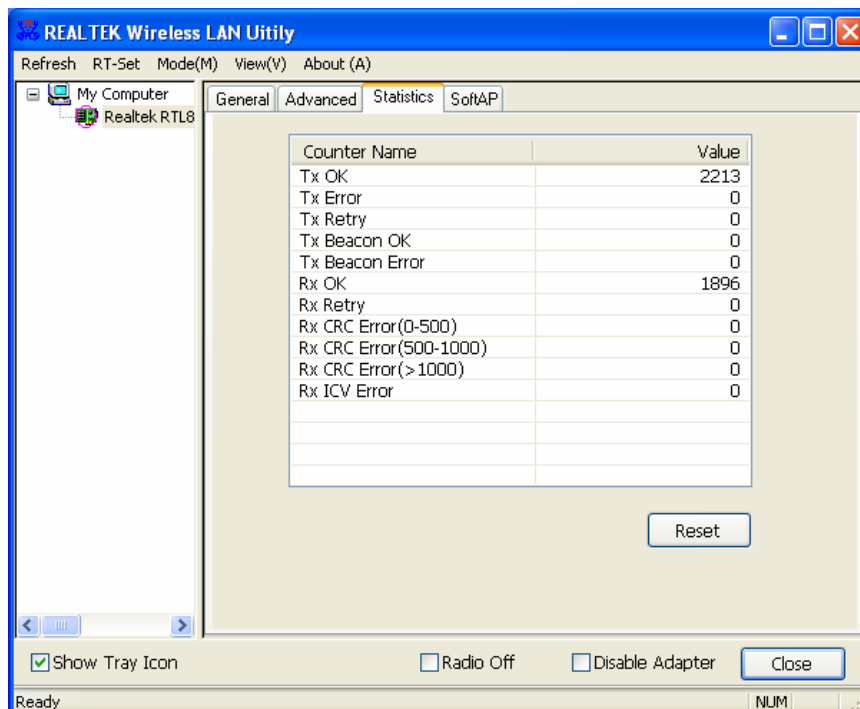 REALTEK Wireless LAN Uitily
Refresh RT-Set Mode(M) View(V) About (A)
My Computer
Realtek RTL8
General Advanced Statistics SoftAP
Counter Name Value
Tx OK 2213
Tx Error 0
Tx Retry 0
Tx Beacon OK 0
Tx Beacon Error 0
Rx OK 1896
Rx Retry 0
Rx CRC Error(0-500) 0
Rx CRC Error(500-1000) 0
Rx CRC Error(>1000) 0
Rx ICV Error 0
Reset
Show Tray Icon Radio Off Disable Adapter Close
Ready NUM